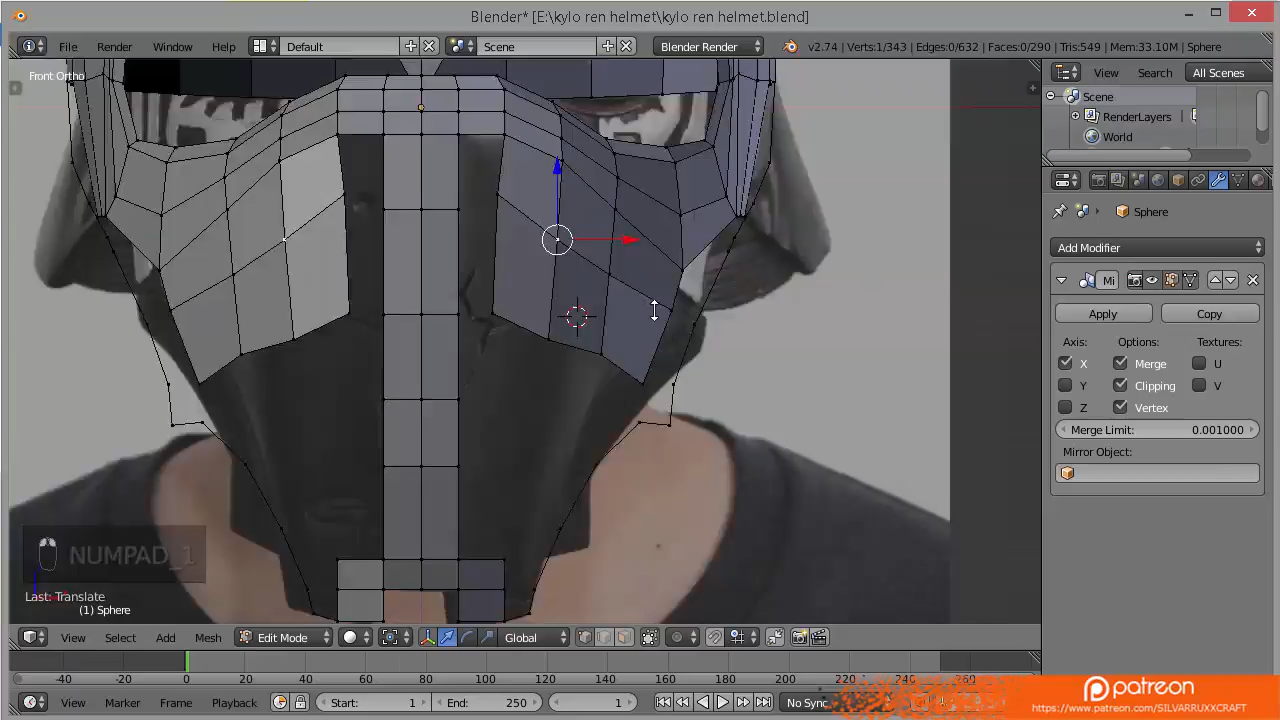 Blender* [E:\kylo ren helmet\kylo ren helmet.blend]
File Render Window Help Default Scene Blender Render v2.74 | Verts:1/343 | Edges:0/632 | Faces:0/290 | Tris:549 | Mem:33.10M | Sphere
Front Ortho
View Search All Scenes
Scene
RenderLayers
World
Sphere
Add Modifier
Mi
Apply Copy
Axis: Options: Textures:
X Merge U
Y Clipping V
Z Vertex
Merge Limit: 0.001000
Mirror Object:
NUMPAD_1
Last: Translate
(1) Sphere
View Select Add Mesh Edit Mode Global
-40 -20 0 20 40 60 80 100 120 140 160 180 200 220 240 260
View Marker Frame Playback Start: 1 End: 250 1 No Sync
patreon
https://www.patreon.com/SILVARRUXXCRAFT